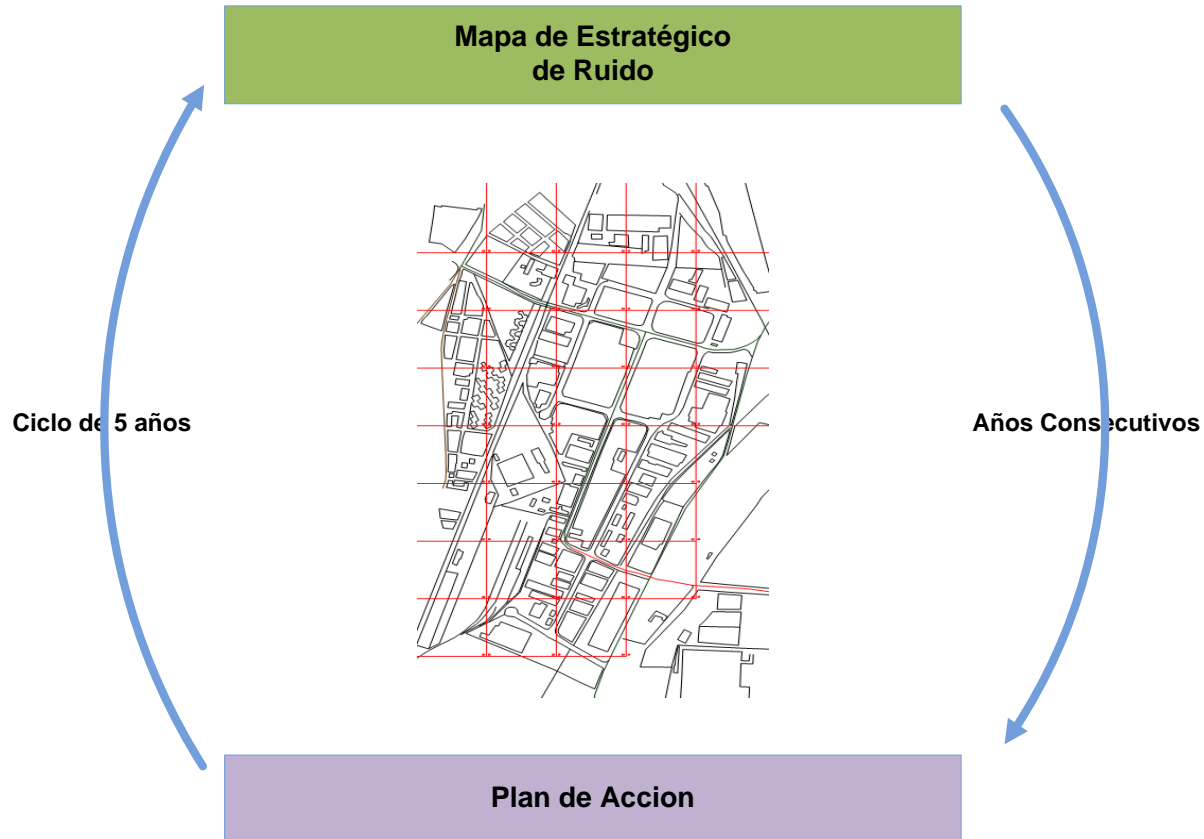 Mapa de Estratégico
de Ruido
Ciclo de 5 años
Años Consecutivos
Plan de Accion